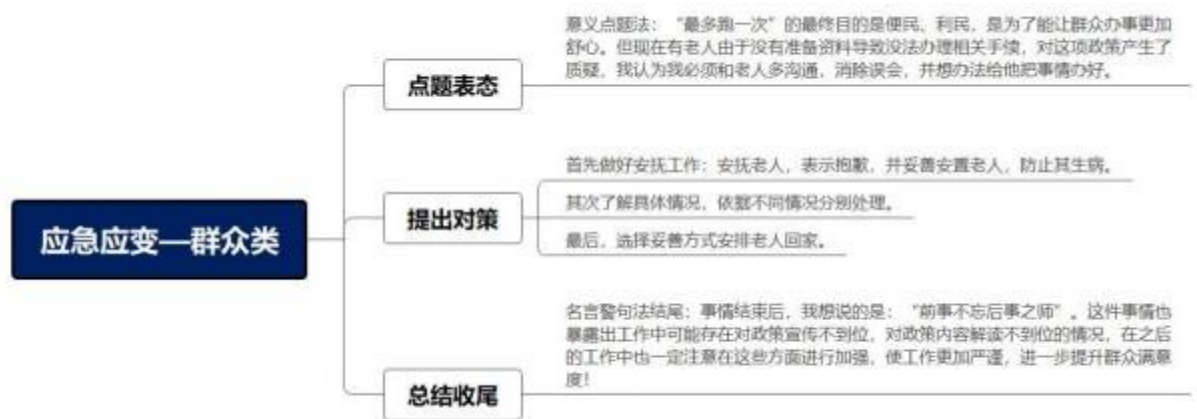 意义点题法：“最多跑一次”的最终目的是便民、利民，是为了能让群众办事更加
舒心。但现在有老人由于没有准备资料导致没法办理相关手续，对这项政策产生了
质疑，我认为我必须和老人多沟通，消除误会，并想办法给他把事情办好。
点题表态
首先做好安抚工作：安抚老人，表示抱歉，并妥善安置老人，防止其生病。
其次了解具体情况，依据不同情况分别处理。
提出对策
最后，选择妥善方式安排老人回家。
应急应变—群众类
名言警句法结尾：事情结束后，我想说的是：“前事不忘后事之师”。这件事情也
暴露出工作中可能存在对政策宣传不到位，对政策内容解读不到位的情况，在之后
的工作中也一定注意在这些方面进行加强，使工作更加严谨，进一步提升群众满意
度！
总结收尾